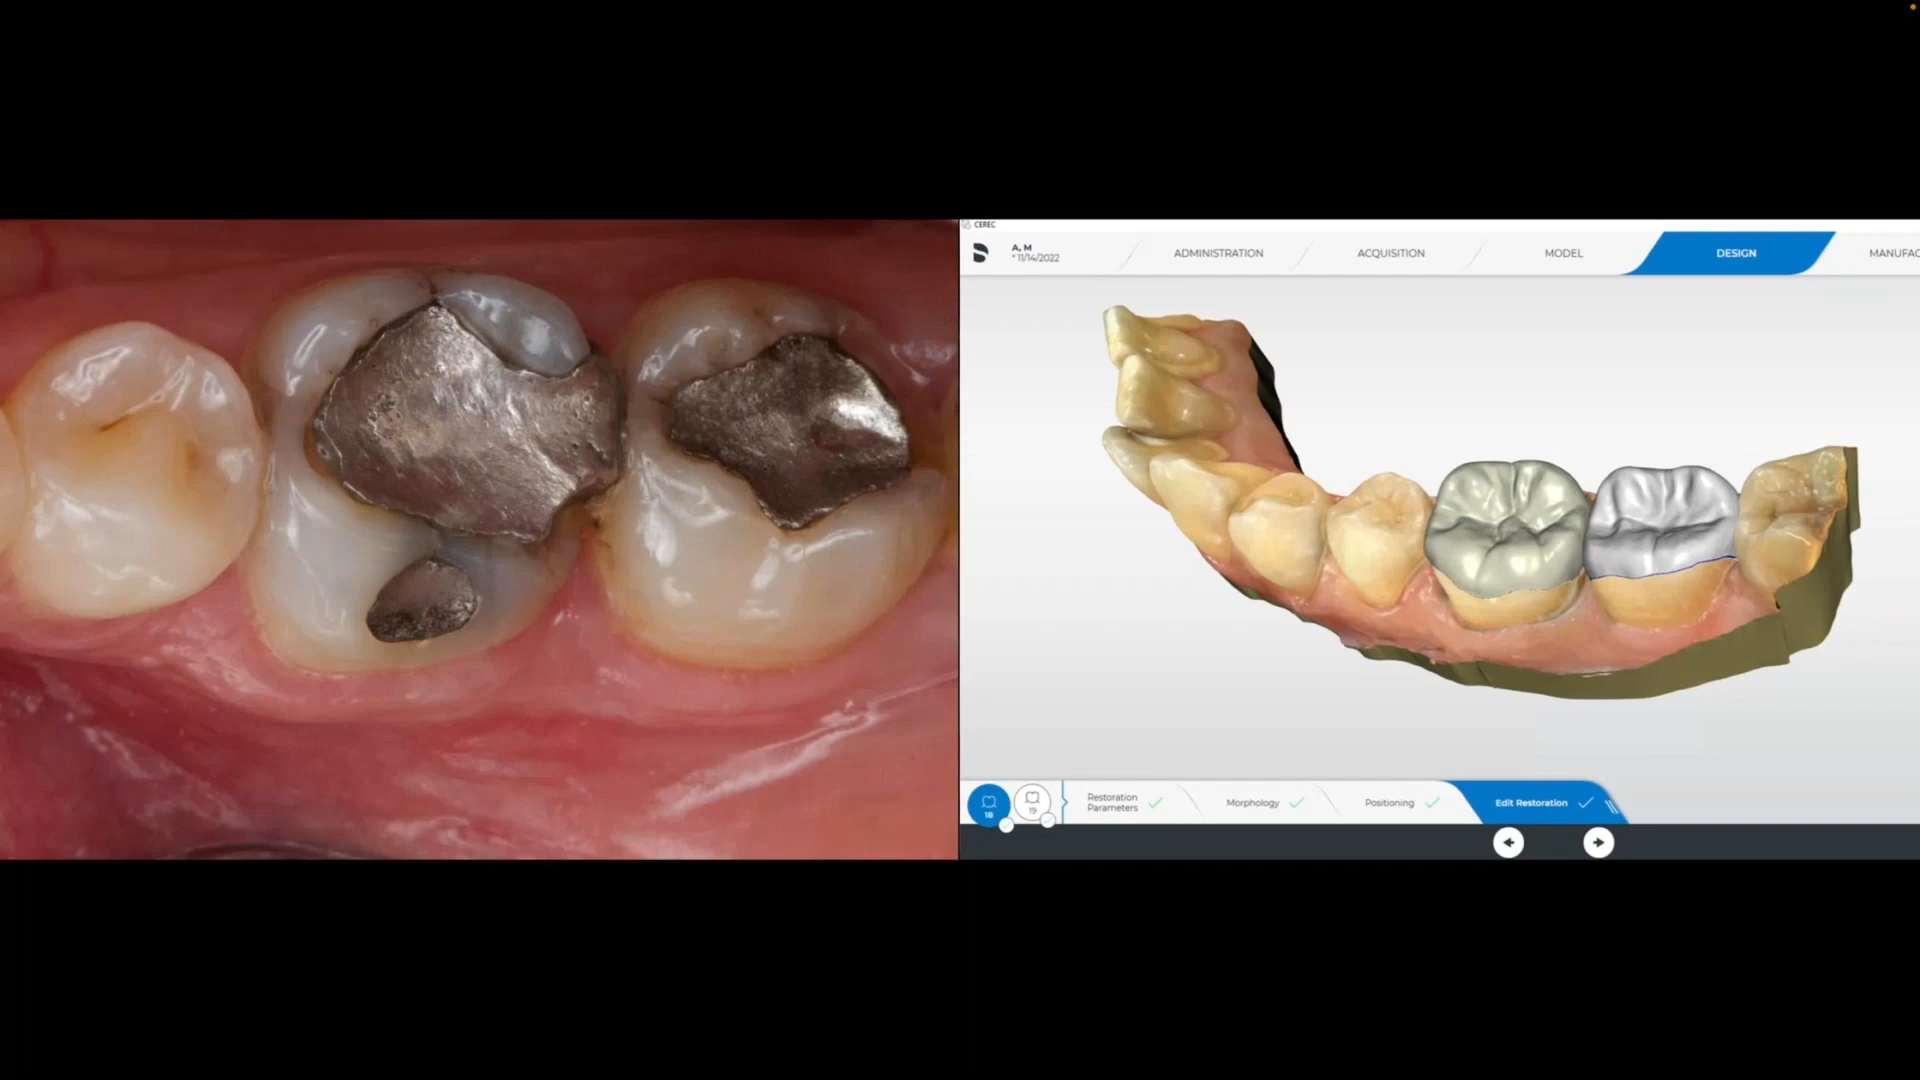 CEREC
A, M
* 11/14/2022
ADMINISTRATION
ACQUISITION
MODEL
DESIGN
MANUFAC
18
19
Restoration
Parameters
Morphology
Positioning
Edit Restoration